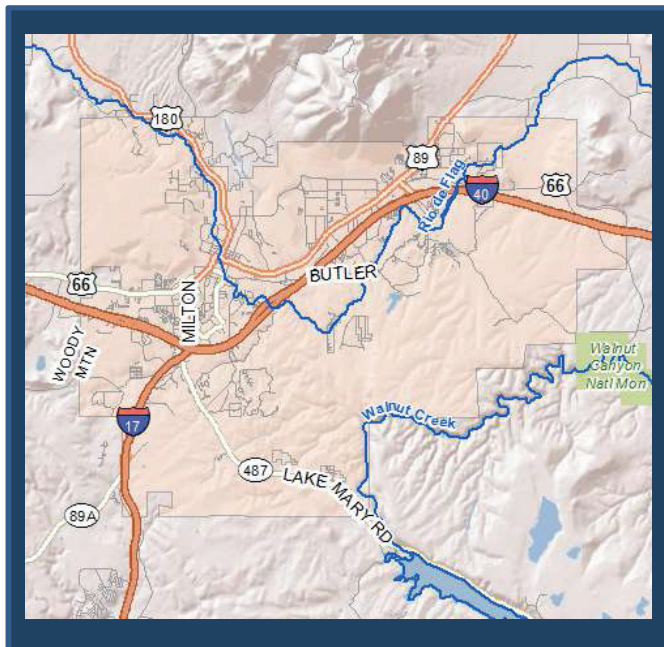 180
89
Rio de Flag
40
66
BUTLER
66
MILTON
WOODY
MTN
Walnut
Canyon
Natl Mon
17
Walnut Creek
487
LAKE MARY RD
89A